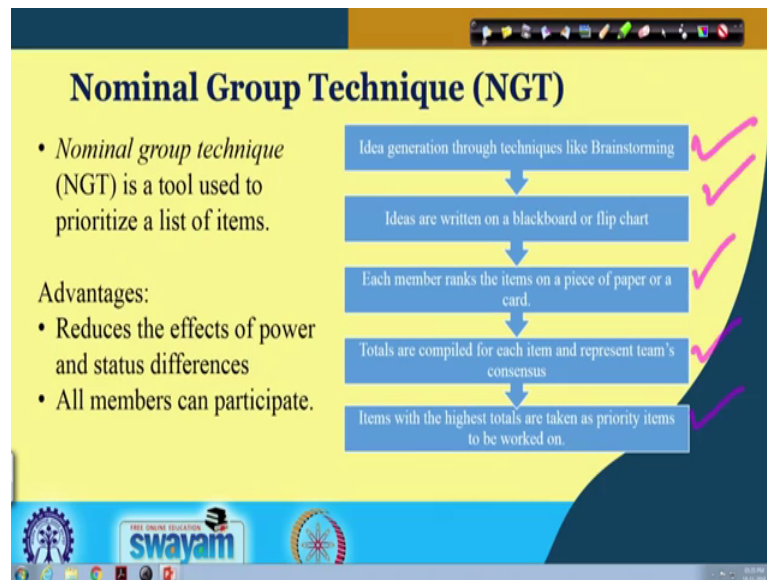 Nominal Group Technique (NGT)
• Nominal group technique
(NGT) is a tool used to
prioritize a list of items.
Advantages:
• Reduces the effects of power
and status differences
• All members can participate.
Idea generation through techniques like Brainstorming
Ideas are written on a blackboard or flip chart
Each member ranks the items on a piece of paper or a
card.
Totals are compiled for each item and represent team's
consensus
Items with the highest totals are taken as priority items
to be worked on.
FREE ONLINE EDUCATION
swayam